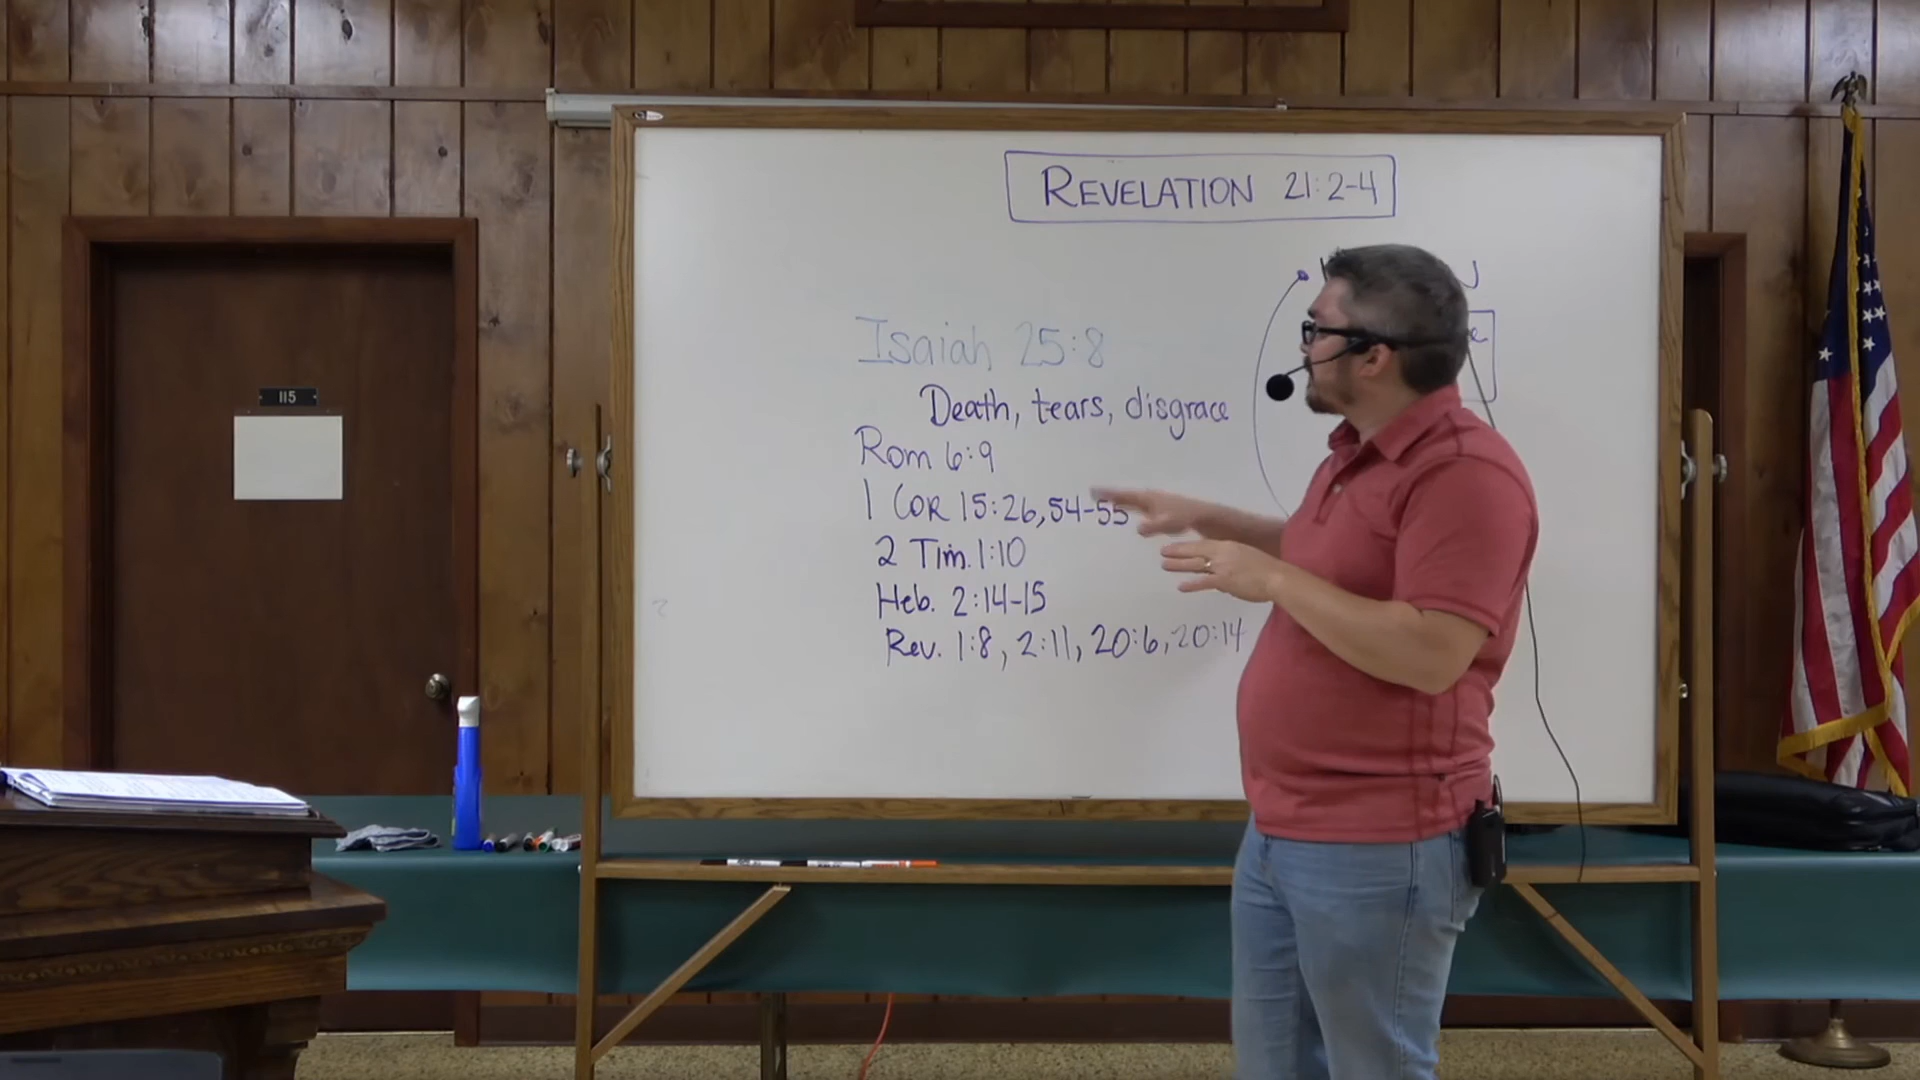 REVELATION 21:2-4
Isaiah 25:8
Death, tears, disgrace
Rom 6:9
1 COR 15:26,54-55
2 Tim. 1:10
Heb. 2:14-15
Rev. 1:8, 2:11, 20:6, 20:14
115